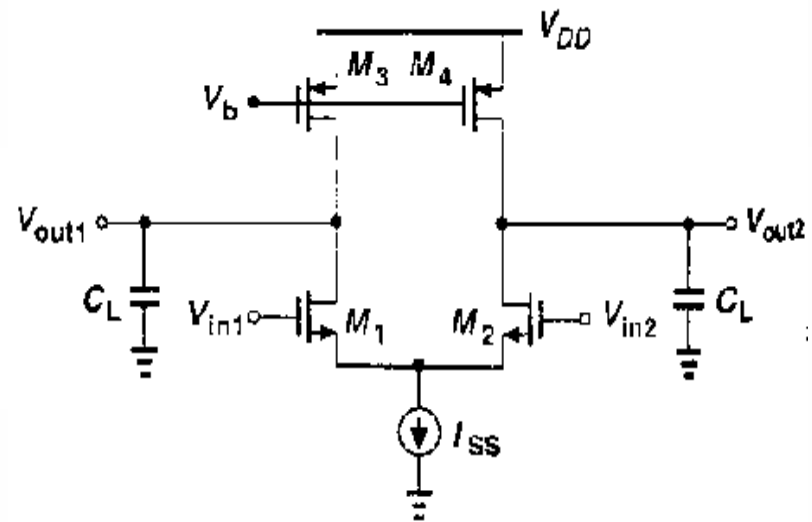 V_DD
M_3 M_4
V_b
V_out1 V_out2
C_L V_in1 M_1 M_2 V_in2 C_L
I_SS